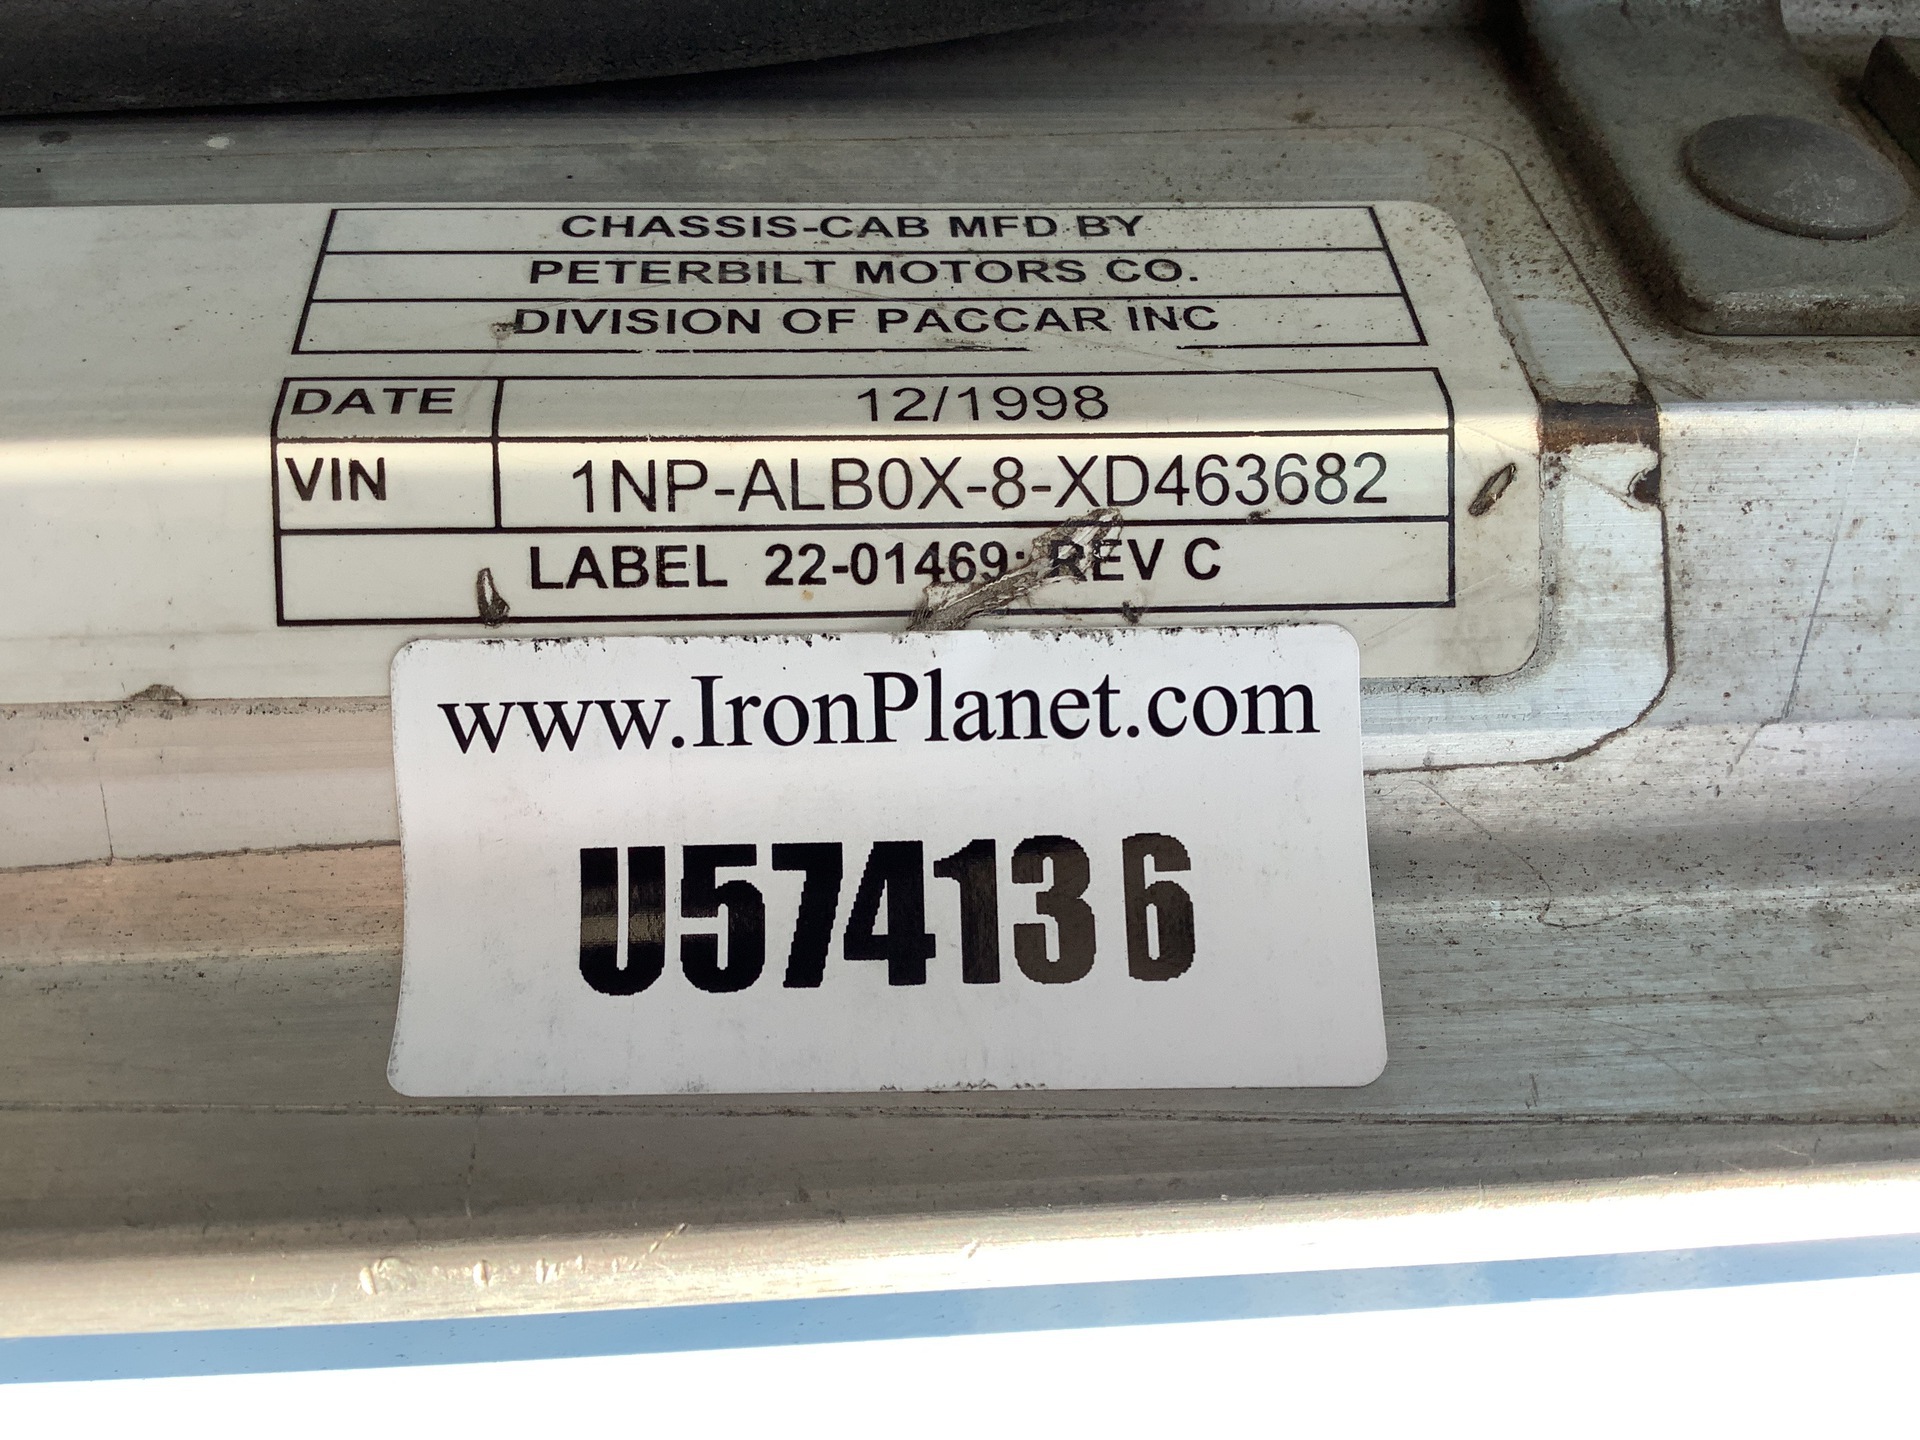 CHASSIS-CAB MFD BY
PETERBILT MOTORS CO.
DIVISION OF PACCAR INC
DATE 12/1998
VIN 1NP-ALB0X-8-XD463682
LABEL 22-01469: REV C
www.IronPlanet.com
U574136